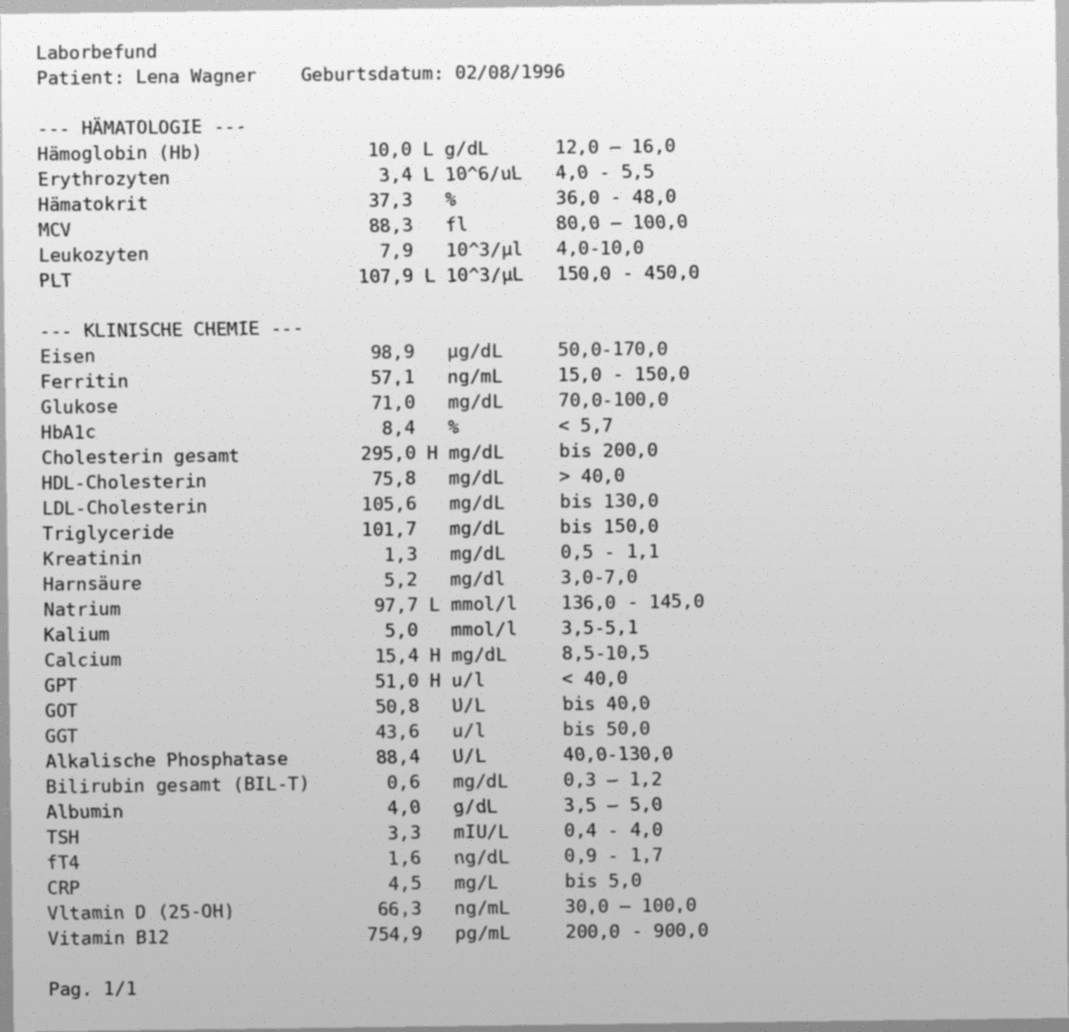 Laborbefund
Patient: Lena Wagner    Geburtsdatum: 02/08/1996

--- HÄMATOLOGIE ---
Hämoglobin (Hb)    10,0 L g/dL    12,0 – 16,0
Erythrozyten    3,4 L 10^6/uL    4,0 - 5,5
Hämatokrit    37,3    %    36,0 - 48,0
MCV    88,3    fl    80,0 – 100,0
Leukozyten    7,9    10^3/µl    4,0-10,0
PLT    107,9 L 10^3/µL    150,0 - 450,0

--- KLINISCHE CHEMIE ---
Eisen    98,9    µg/dL    50,0-170,0
Ferritin    57,1    ng/mL    15,0 - 150,0
Glukose    71,0    mg/dL    70,0-100,0
HbA1c    8,4    %    < 5,7
Cholesterin gesamt    295,0 H mg/dL    bis 200,0
HDL-Cholesterin    75,8    mg/dL    > 40,0
LDL-Cholesterin    105,6    mg/dL    bis 130,0
Triglyceride    101,7    mg/dL    bis 150,0
Kreatinin    1,3    mg/dL    0,5 - 1,1
Harnsäure    5,2    mg/dl    3,0-7,0
Natrium    97,7 L mmol/l    136,0 - 145,0
Kalium    5,0    mmol/l    3,5-5,1
Calcium    15,4 H mg/dL    8,5-10,5
GPT    51,0 H u/l    < 40,0
GOT    50,8    U/L    bis 40,0
GGT    43,6    u/l    bis 50,0
Alkalische Phosphatase    88,4    U/L    40,0-130,0
Bilirubin gesamt (BIL-T)    0,6    mg/dL    0,3 – 1,2
Albumin    4,0    g/dL    3,5 – 5,0
TSH    3,3    mIU/L    0,4 - 4,0
fT4    1,6    ng/dL    0,9 - 1,7
CRP    4,5    mg/L    bis 5,0
Vltamin D (25-OH)    66,3    ng/mL    30,0 – 100,0
Vitamin B12    754,9    pg/mL    200,0 - 900,0

Pag. 1/1